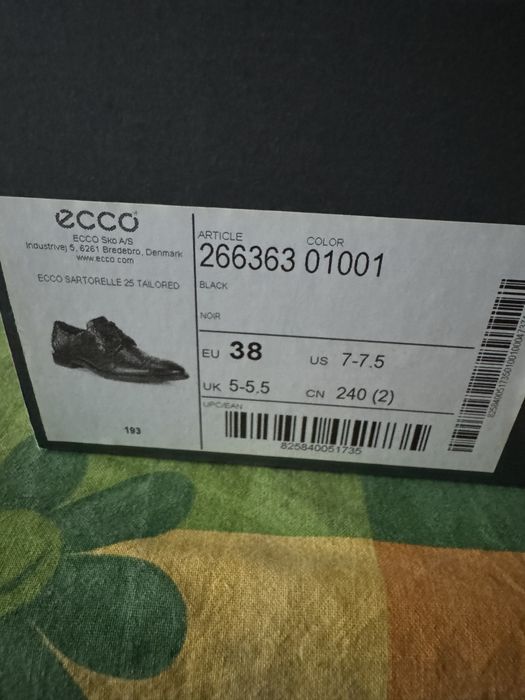 ecco
ECCO Sko A/S
Industrivej 5, 6261 Bredebro, Denmark
www.ecco.com
ECCO SARTORELLE 25 TAILORED
193
ARTICLE COLOR
266363 01001
BLACK
NOIR
EU 38 US 7-7,5
UK 5-5,5 CN 240 (2)
UPC/EAN
825840051735